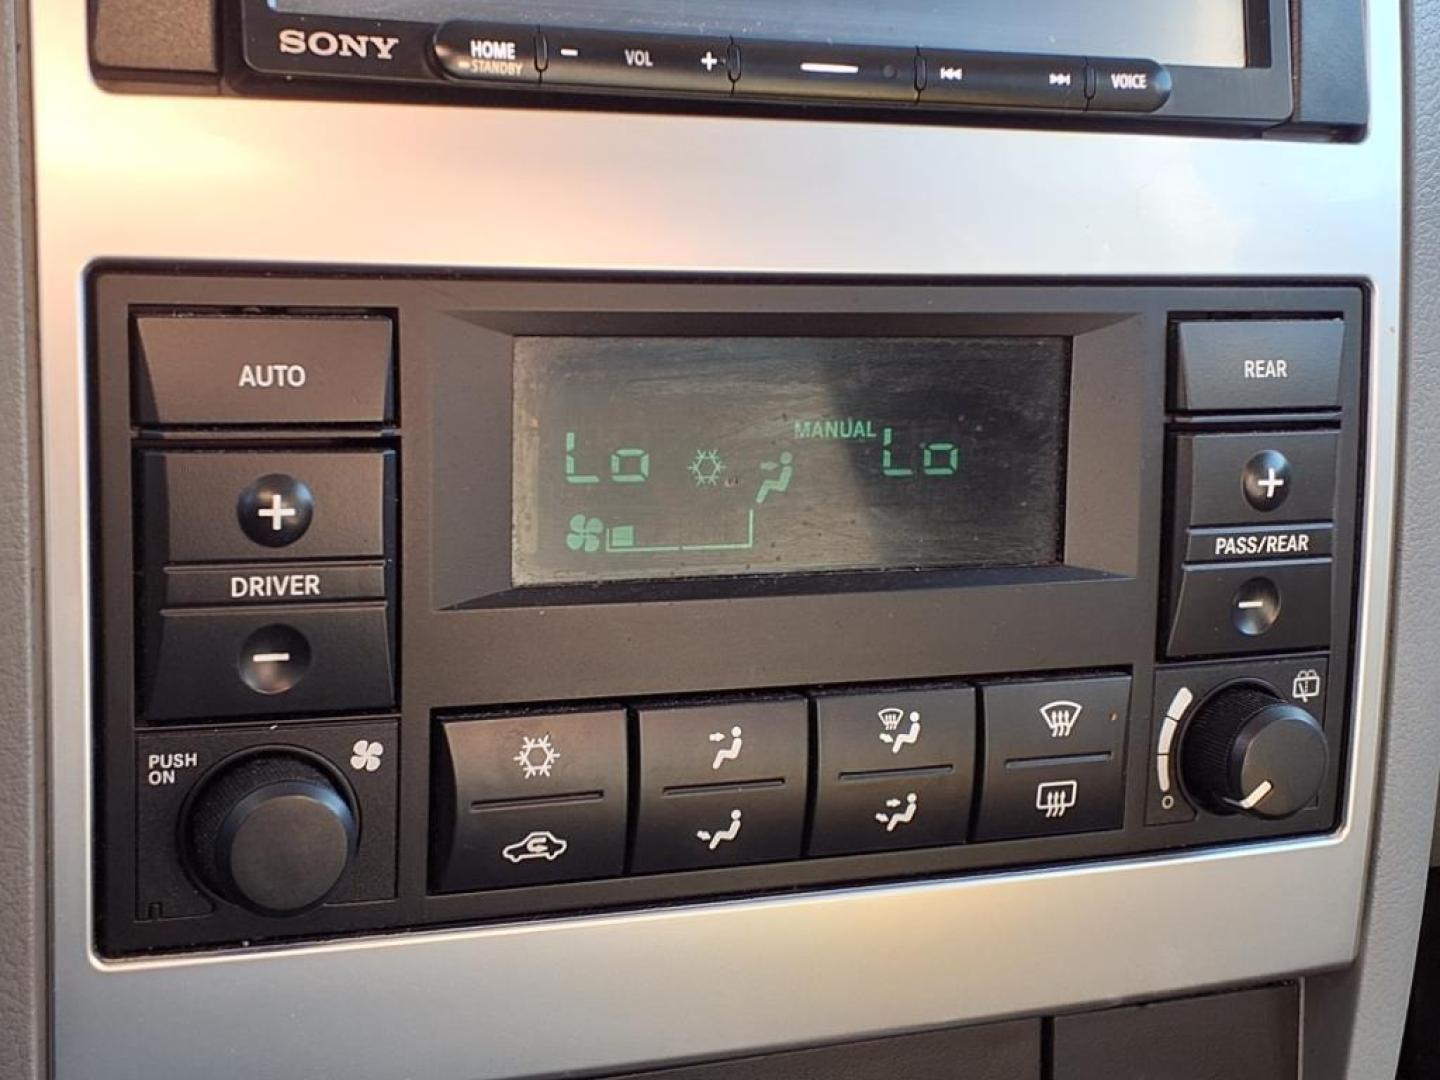 SONY
HOME
STANDBY
- VOL +
VOICE
AUTO
REAR
MANUAL
Lo
Lo
+
DRIVER
-
+
PASS/REAR
-
PUSH
ON
O